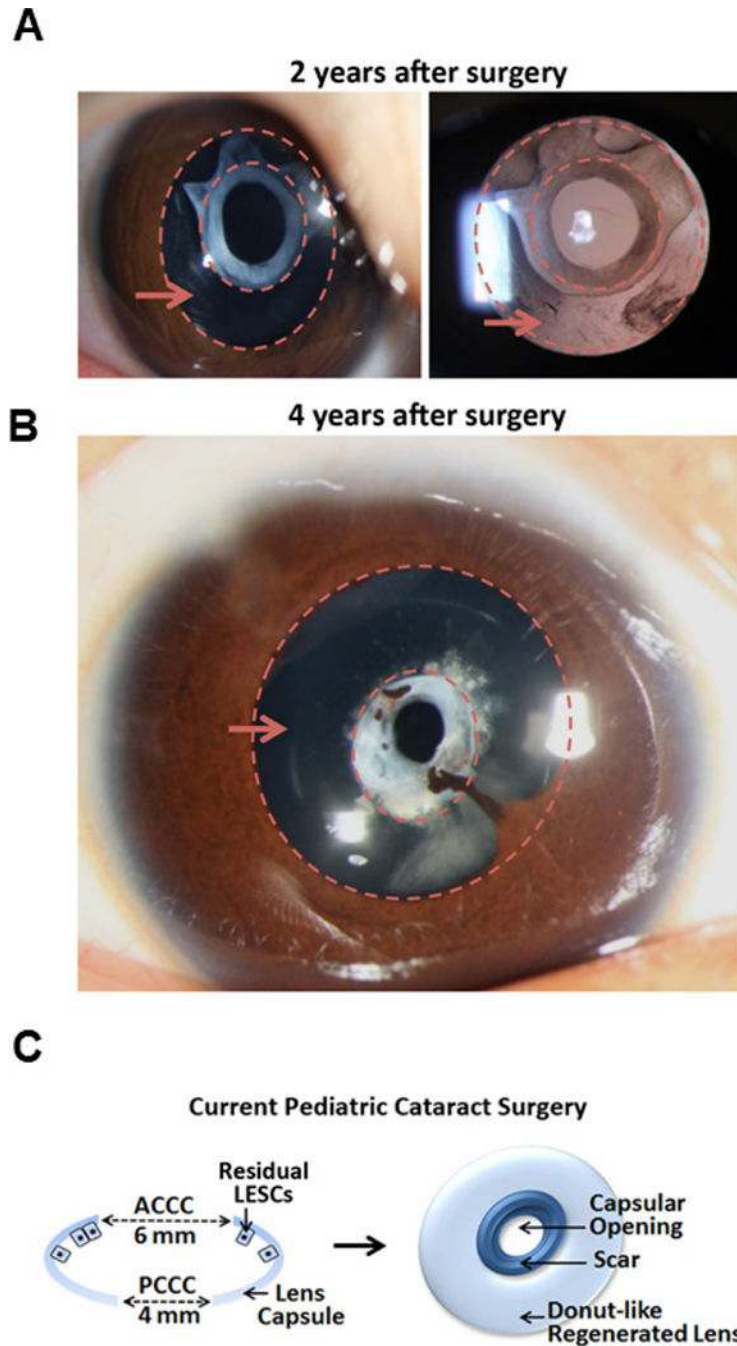 A
2 years after surgery
B
4 years after surgery
C
Current Pediatric Cataract Surgery
Residual
LESCs
ACCC
6 mm
PCCC
4 mm
Lens
Capsule
Capsular
Opening
Scar
Donut-like
Regenerated Lens